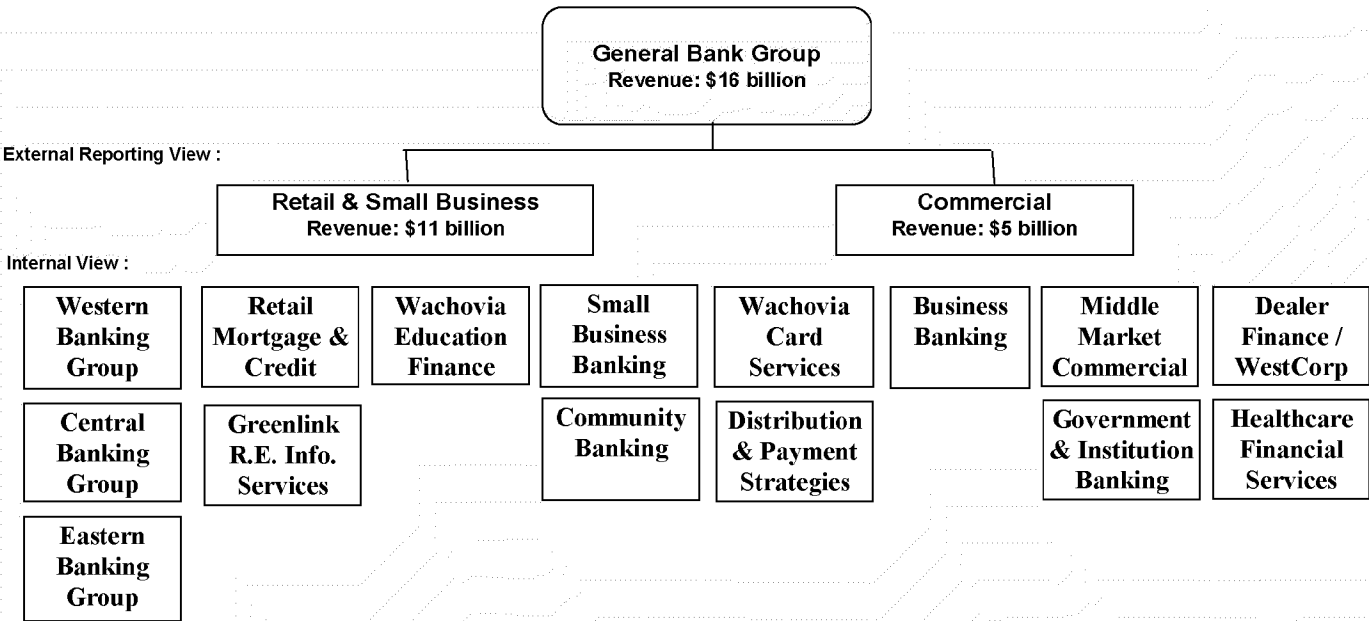 General Bank Group
Revenue: $16 billion
External Reporting View :
Retail & Small Business
Revenue: $11 billion
Commercial
Revenue: $5 billion
Internal View :
Western
Banking
Group
Retail
Mortgage &
Credit
Wachovia
Education
Finance
Small
Business
Banking
Wachovia
Card
Services
Business
Banking
Middle
Market
Commercial
Dealer
Finance /
WestCorp
Central
Banking
Group
Greenlink
R.E. Info.
Services
Community
Banking
Distribution
& Payment
Strategies
Government
& Institution
Banking
Healthcare
Financial
Services
Eastern
Banking
Group